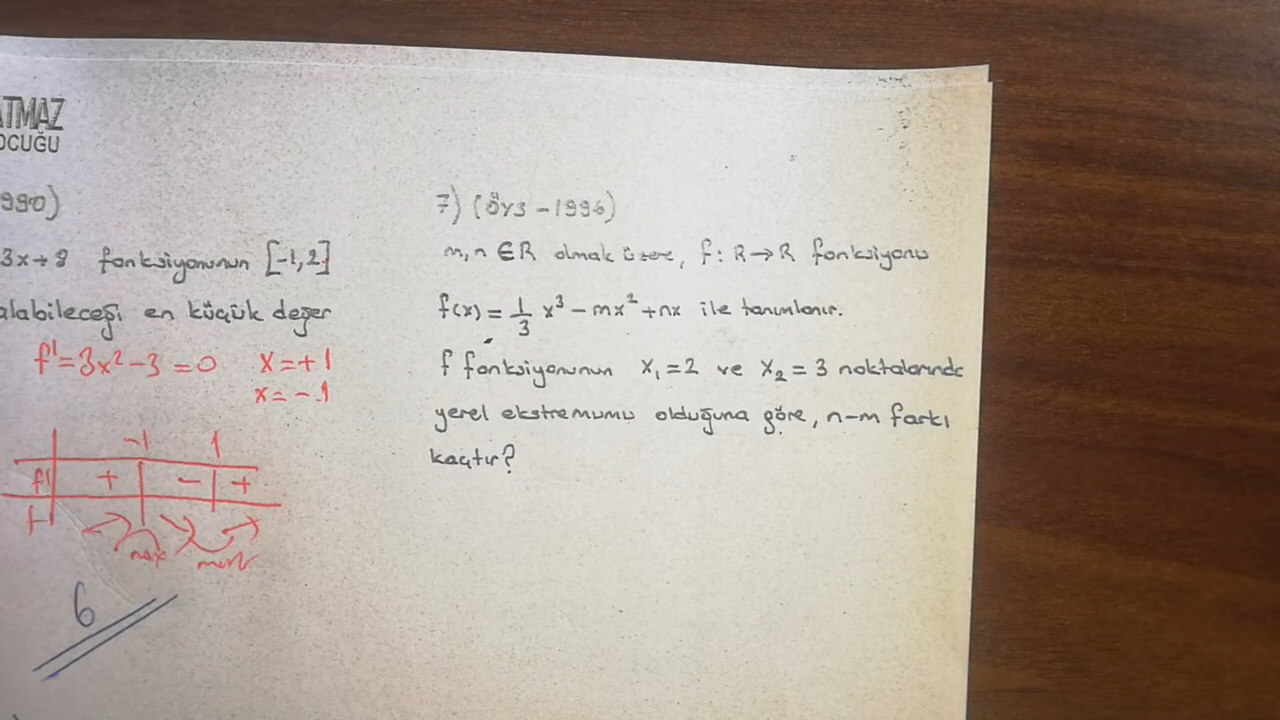 ATMAZ
OCUĞU
990)
3x+8 fonksiyonunun [-1,2]
alabileceği en küçük değer
f'=3x²-3=0 x=+1
x=-1
-1 1
f' + - +
f
max min
6
7) (ÖYS-1996)
m,n ∈ R olmak üzere, f: R→R fonksiyonu
f(x) = 1/3 x³ - mx² + nx ile tanımlanır.
f fonksiyonunun x₁=2 ve x₂=3 noktalarında
yerel ekstremumu olduğuna göre, n-m farkı
kaçtır?